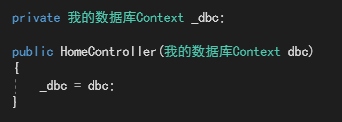 private 我的数据库Context _dbc;
public HomeController(我的数据库Context dbc)
{
_dbc = dbc;
}